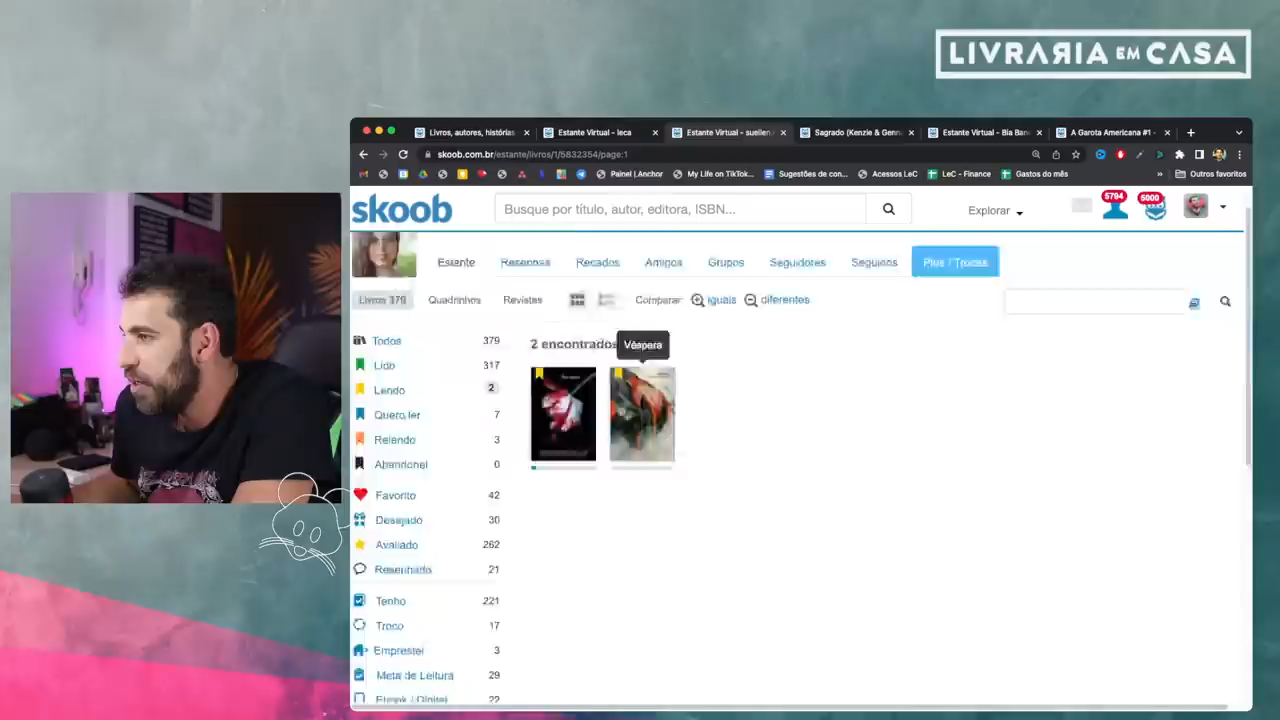 LIVRARIA EM CASA
Livros, autores, histórias
Estante Virtual - leca
Estante Virtual - suellen
Sagrado (Kenzie & Genn
Estante Virtual - Bia Ban
A Garota Americana #1 -
skoob.com.br/estante/livros/1/5832354/page:1
Painel | Anchor
My Life on TikTok...
Sugestões de con...
Acessos LeC
LeC - Finance
Gastos do mês
»
Outros favoritos
skoob
Busque por título, autor, editora, ISBN...
Explorar
5794
5000
Estante
Resenhas
Recados
Amigos
Grupos
Seguidores
Seguindo
Plus / Trocas
Livros 379
Quadrinhos
Revistas
Comparar
iguais
diferentes
2 encontrados
Véspera
Todos 379
Lido 317
Lendo 2
Quero ler 7
Relendo 3
Abandonei 0
Favorito 42
Desejado 30
Avaliado 262
Resenhado 21
Tenho 221
Troco 17
Emprestei 3
Meta de Leitura 29
Ebook / Digital 22